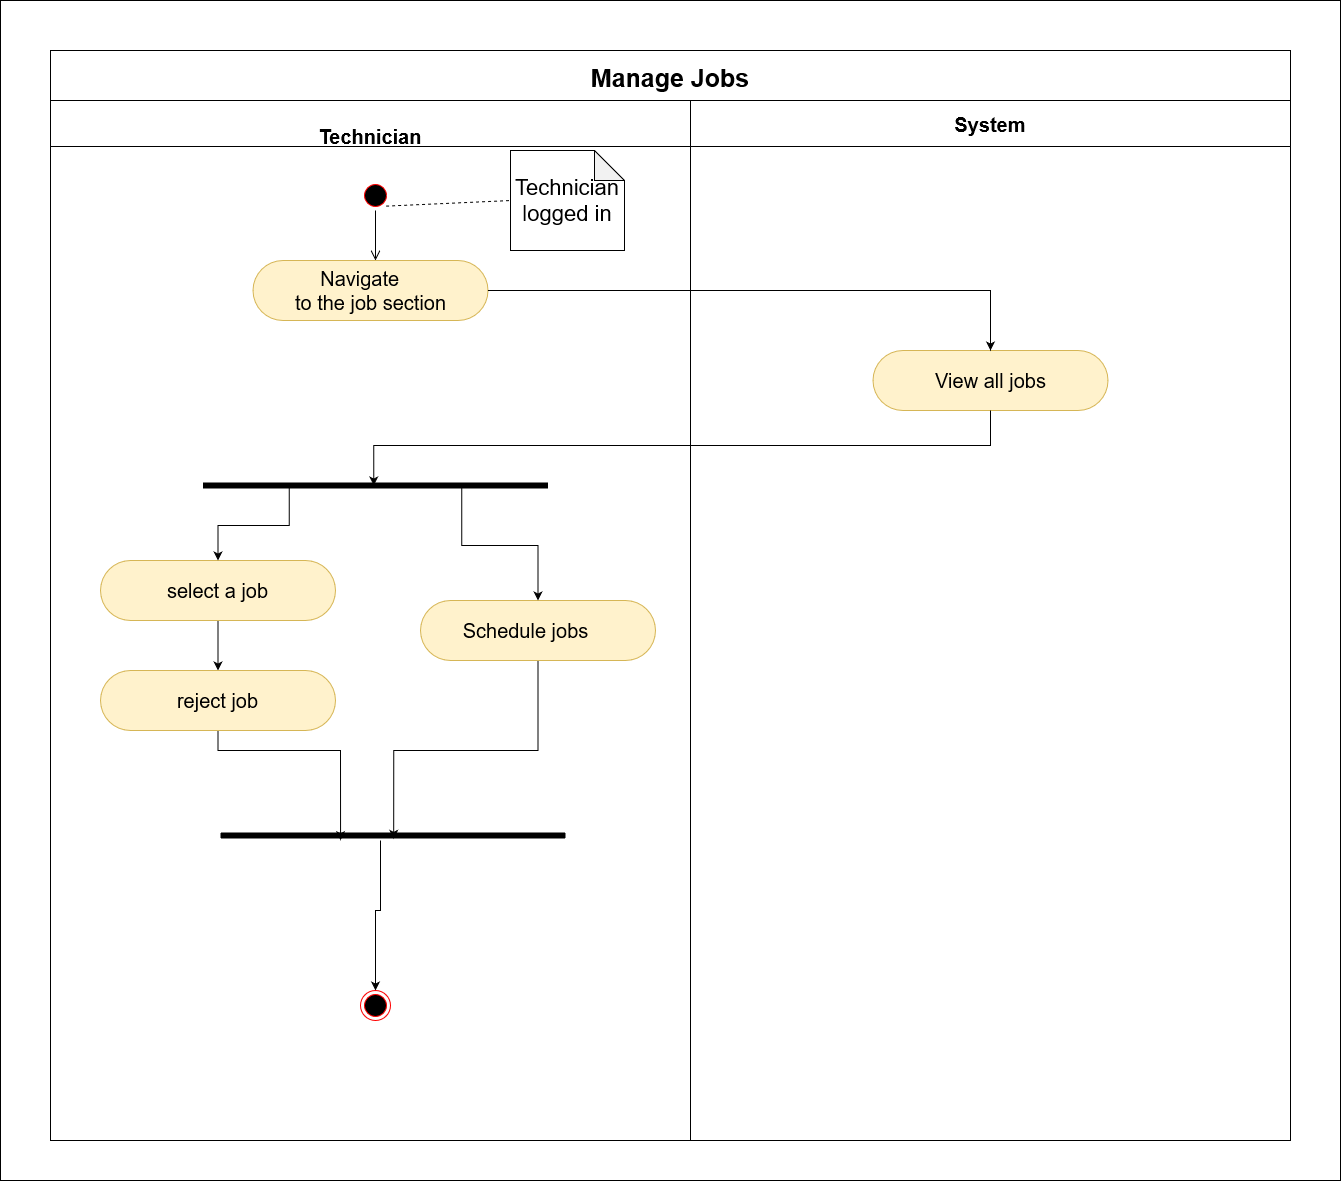 Manage Jobs
Technician
System
Technician
logged in
Navigate
to the job section
View all jobs
select a job
Schedule jobs
reject job